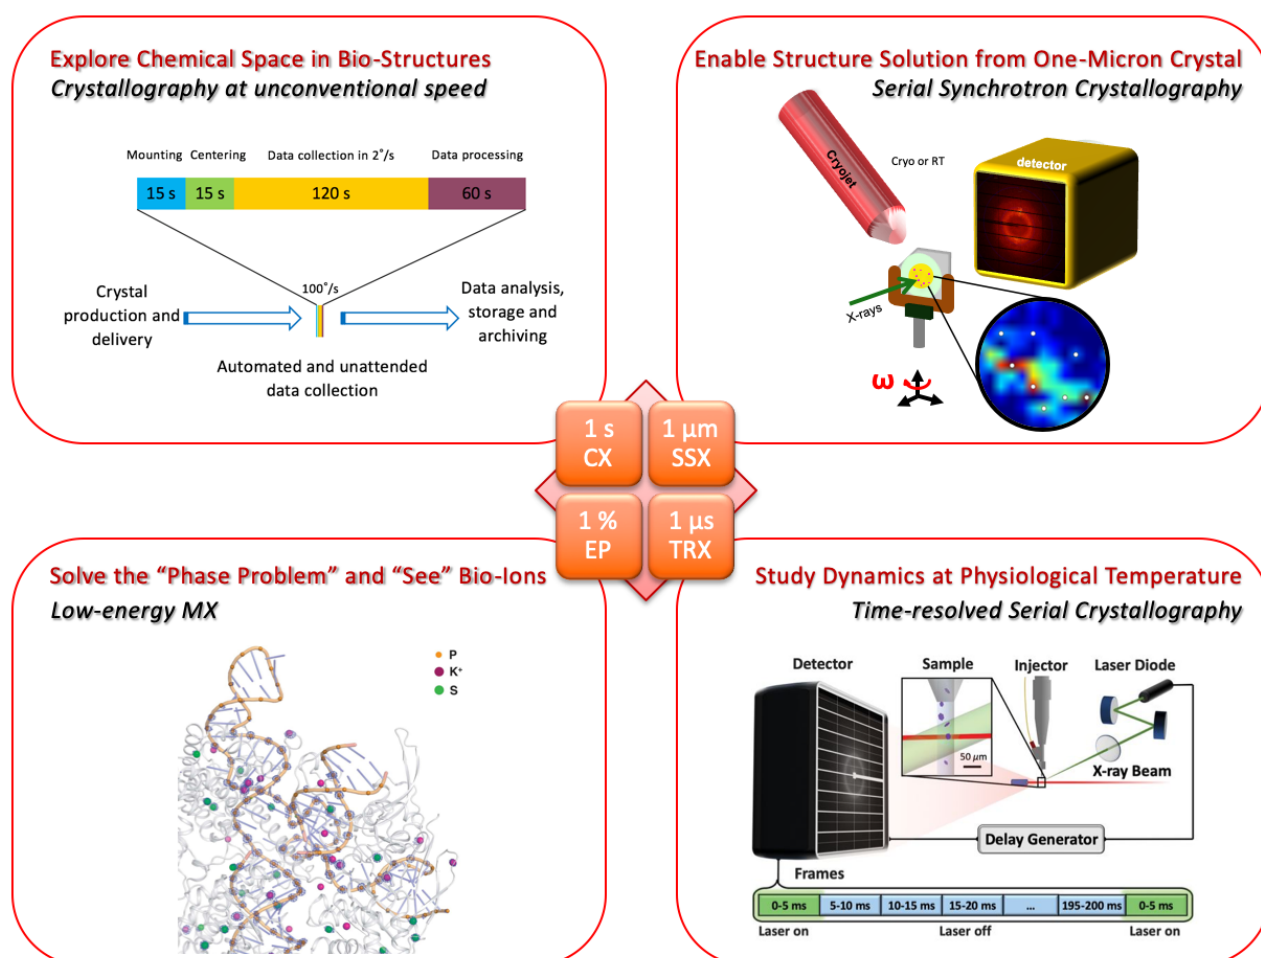 Explore Chemical Space in Bio-Structures
Crystallography at unconventional speed
Mounting Centering Data collection in 2°/s Data processing
15 s 15 s 120 s 60 s
100°/s
Crystal
production and
delivery
Data analysis,
storage and
archiving
Automated and unattended
data collection
Enable Structure Solution from One-Micron Crystal
Serial Synchrotron Crystallography
Cryojet
Cryo or RT
detector
X-rays
ω
1 s
CX
1 µm
SSX
1 %
EP
1 µs
TRX
Solve the “Phase Problem” and “See” Bio-Ions
Low-energy MX
P
K⁺
S
Study Dynamics at Physiological Temperature
Time-resolved Serial Crystallography
Detector Sample Injector Laser Diode
50 µm
X-ray Beam
Delay Generator
Frames
0-5 ms 5-10 ms 10-15 ms 15-20 ms ... 195-200 ms 0-5 ms
Laser on Laser off Laser on